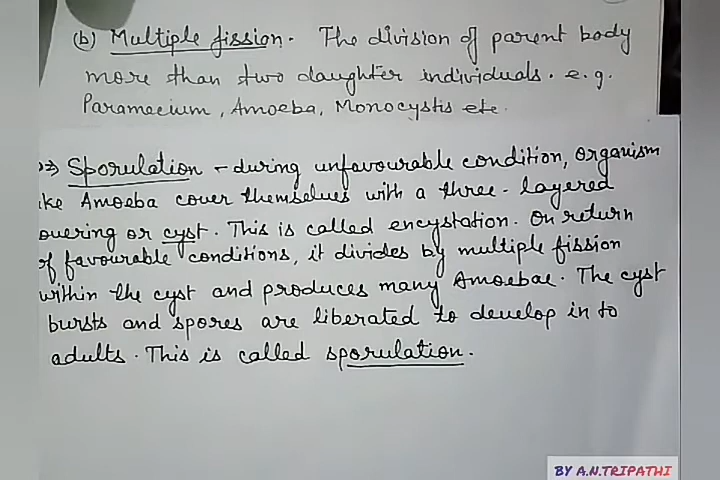 (b) Multiple fission. The division of parent body
more than two daughter individuals. e.g.
Paramecium, Amoeba, Monocystis etc.
⇒ Sporulation - during unfavourable condition, organism
ike Amoeba cover themselves with a three-layered
overing or cyst. This is called encystation. On return
of favourable conditions, it divides by multiple fission
within the cyst and produces many Amoebae. The cyst
bursts and spores are liberated to develop in to
adults. This is called sporulation.
BY A.N.TRIPATHI